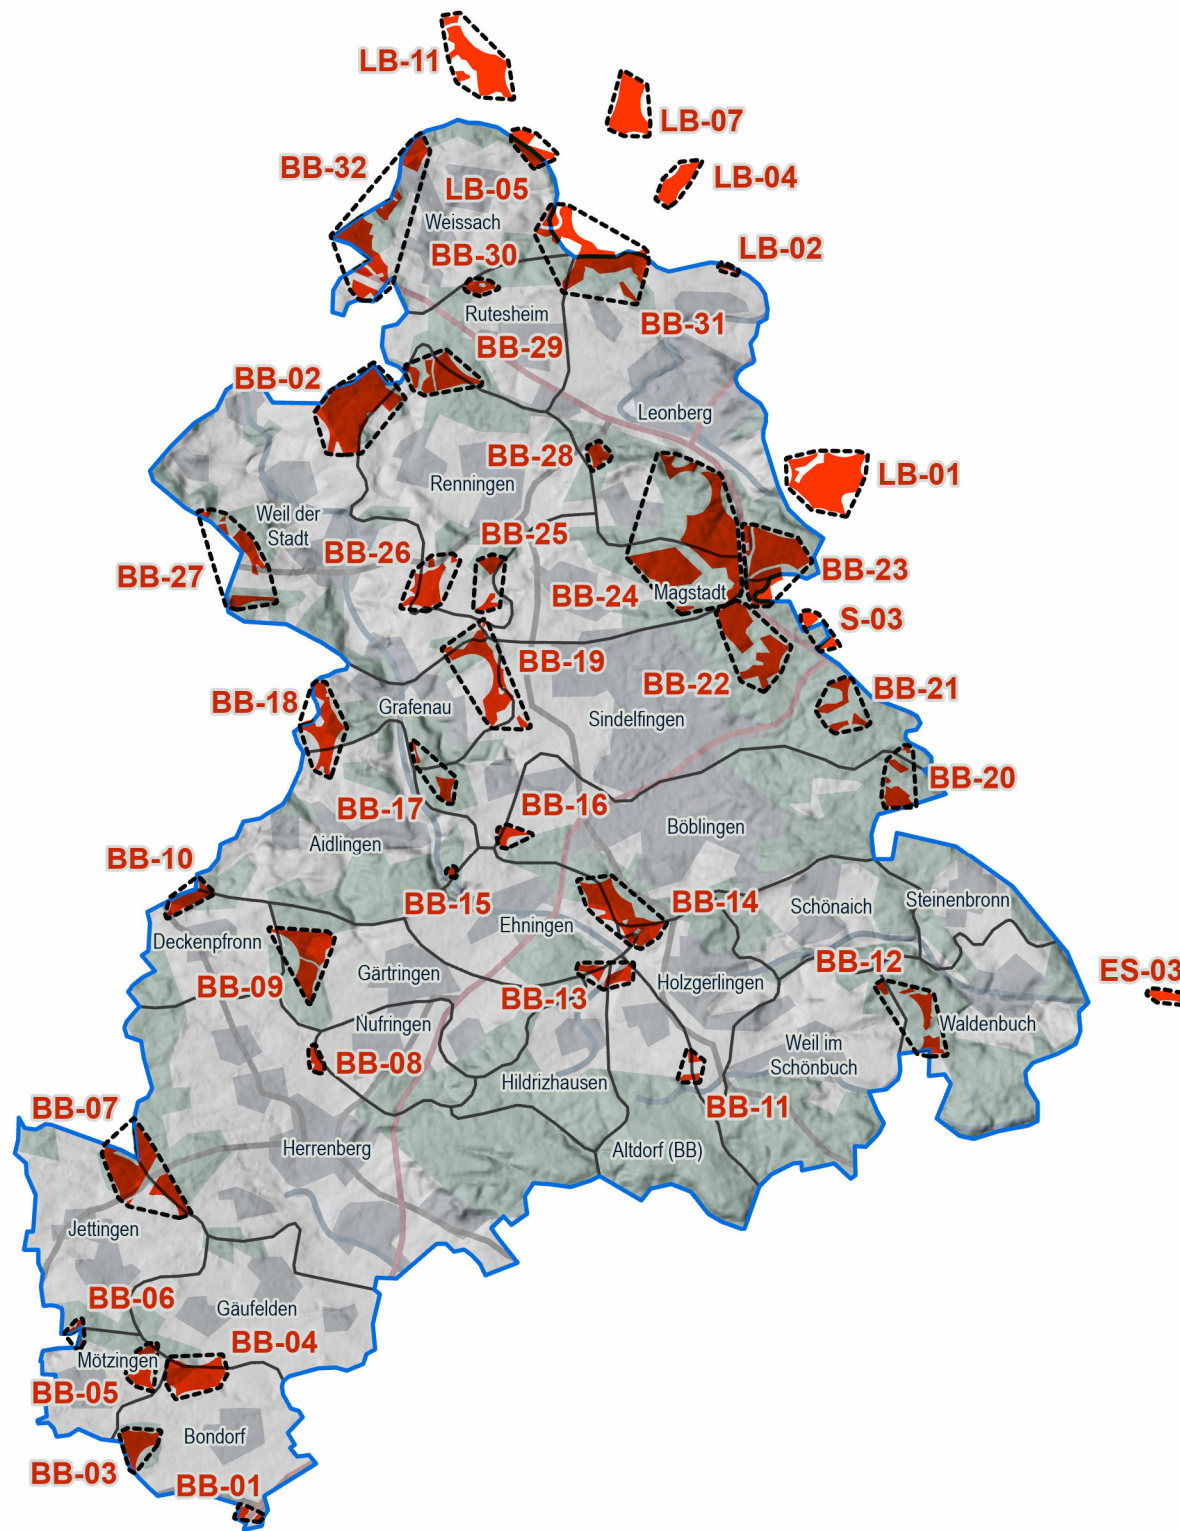 LB-11
LB-07
BB-32
LB-04
LB-05
Weissach
LB-02
BB-30
Rutesheim
BB-31
BB-29
BB-02
Leonberg
BB-28
LB-01
Renningen
Weil der
Stadt
BB-25
BB-26
BB-27
BB-23
BB-24
Magstadt
S-03
BB-19
BB-22
BB-21
BB-18
Grafenau
Sindelfingen
BB-20
BB-17
BB-16
Böblingen
Aidlingen
BB-10
BB-15
BB-14
Schönaich
Steinenbronn
Ehningen
Deckenpfronn
BB-12
ES-03
Gärtringen
BB-09
BB-13
Holzgerlingen
Nufringen
Waldenbuch
Weil im
Schönbuch
BB-08
Hildrizhausen
BB-11
BB-07
Herrenberg
Altdorf (BB)
Jettingen
BB-06
Gäufelden
BB-04
Mötzingen
BB-05
Bondorf
BB-03
BB-01